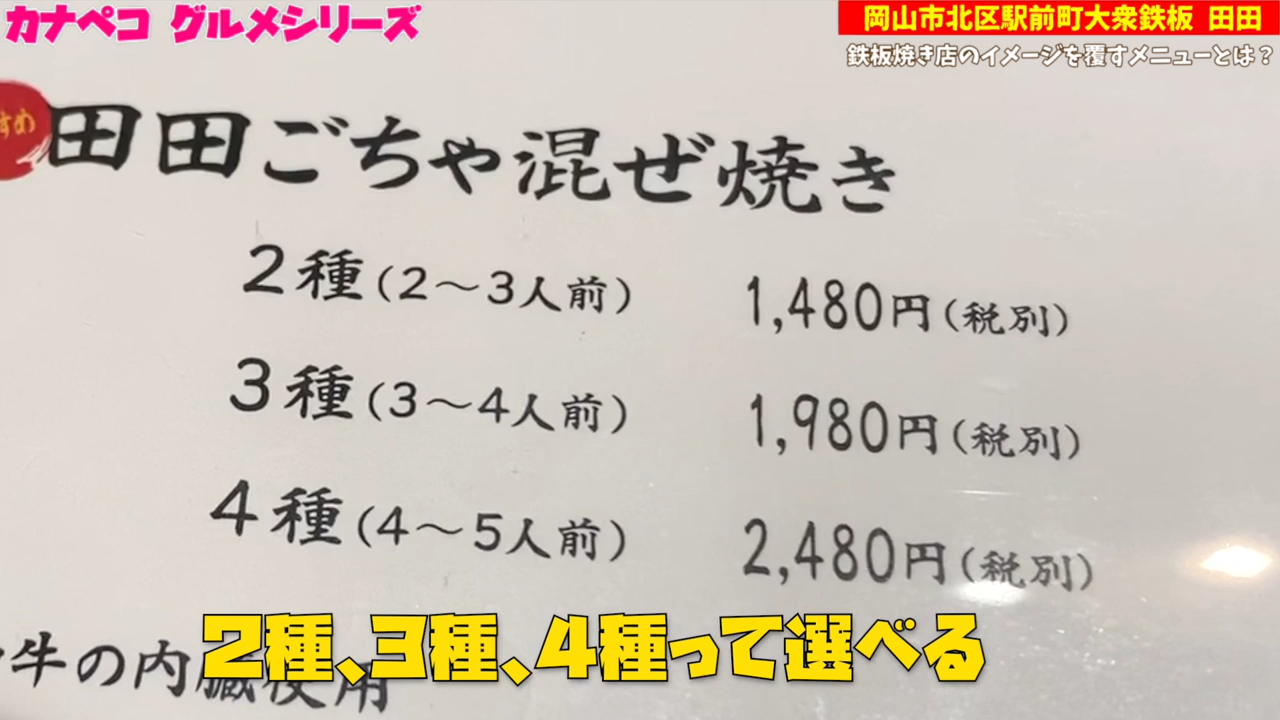 カナペコ グルメシリーズ
岡山市北区駅前町大衆鉄板 田田
鉄板焼き店のイメージを覆すメニューとは？
すめ
田田ごちゃ混ぜ焼き
2種(2〜3人前) 1,480円(税別)
3種(3〜4人前) 1,980円(税別)
4種(4〜5人前) 2,480円(税別)
牛の内臓使用
2種、3種、4種って選べる